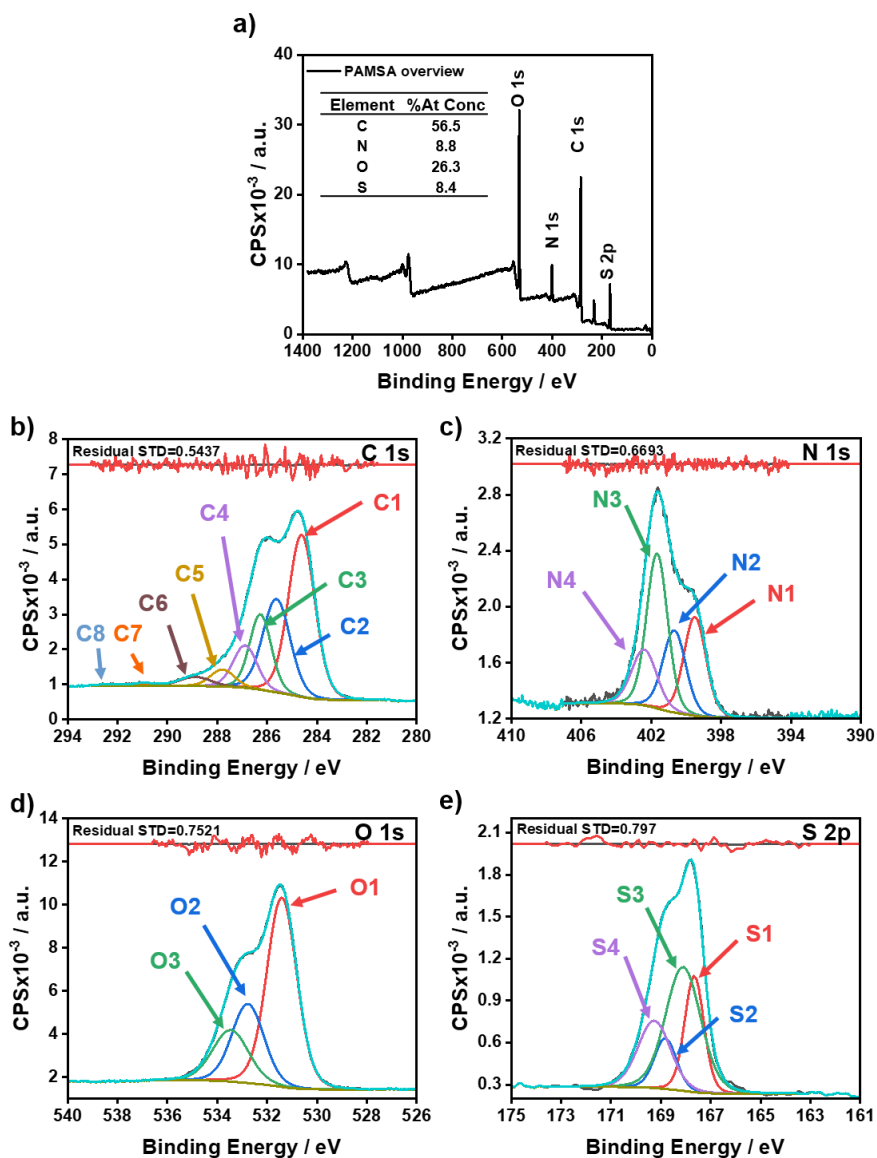 a)
PAMSA overview
Element %At Conc
C 56.5
N 8.8
O 26.3
S 8.4
O 1s
N 1s
C 1s
S 2p
CPSx10⁻³ / a.u.
40
30
20
10
0
1400 1200 1000 800 600 400 200 0
Binding Energy / eV
b)
Residual STD=0.5437
C 1s
C1
C2
C3
C4
C5
C6
C7
C8
CPSx10⁻³ / a.u.
8
7
6
5
4
3
2
1
0
294 292 290 288 286 284 282 280
Binding Energy / eV
c)
Residual STD=0.6693
N 1s
N3
N2
N4
N1
CPSx10⁻³ / a.u.
3.2
2.8
2.4
2.0
1.6
1.2
410 406 402 398 394 390
Binding Energy / eV
d)
Residual STD=0.7521
O 1s
O1
O2
O3
CPSx10⁻³ / a.u.
14
12
10
8
6
4
2
540 538 536 534 532 530 528 526
Binding Energy / eV
e)
Residual STD=0.797
S 2p
S3
S1
S4
S2
CPSx10⁻³ / a.u.
2.1
1.8
1.5
1.2
0.9
0.6
0.3
175 173 171 169 167 165 163 161
Binding Energy / eV